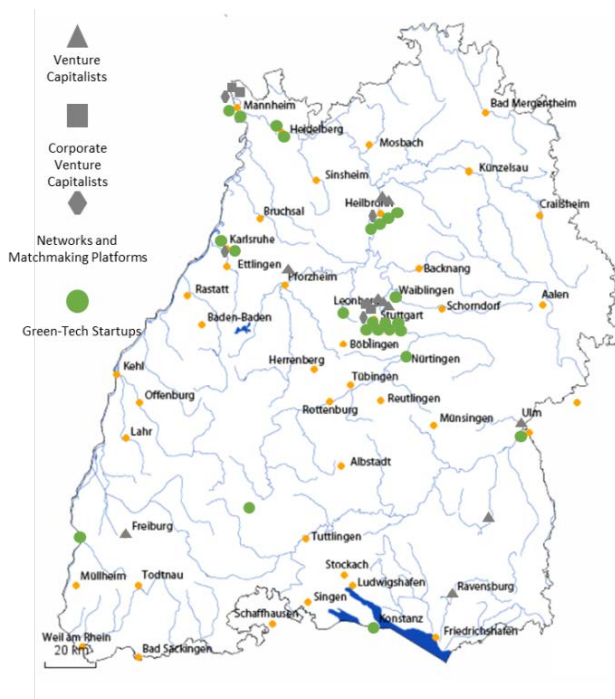 Venture
Capitalists
Corporate
Venture
Capitalists
Networks and
Matchmaking Platforms
Green-Tech Startups
Mannheim
Bad Mergentheim
Heidelberg
Mosbach
Sinsheim
Künzelsau
Heilbronn
Crailsheim
Bruchsal
Karlsruhe
Ettlingen
Backnang
Pforzheim
Waiblingen
Rastatt
Schorndorf
Aalen
Stuttgart
Baden-Baden
Böblingen
Nürtingen
Kehl
Herrenberg
Tübingen
Offenburg
Rottenburg
Reutlingen
Münsingen
Ulm
Lahr
Albstadt
Freiburg
Tuttlingen
Stockach
Müllheim
Todtnau
Ludwigshafen
Ravensburg
Singen
Schaffhausen
Konstanz
Weil am Rhein
Friedrichshafen
Bad Säckingen
20 km